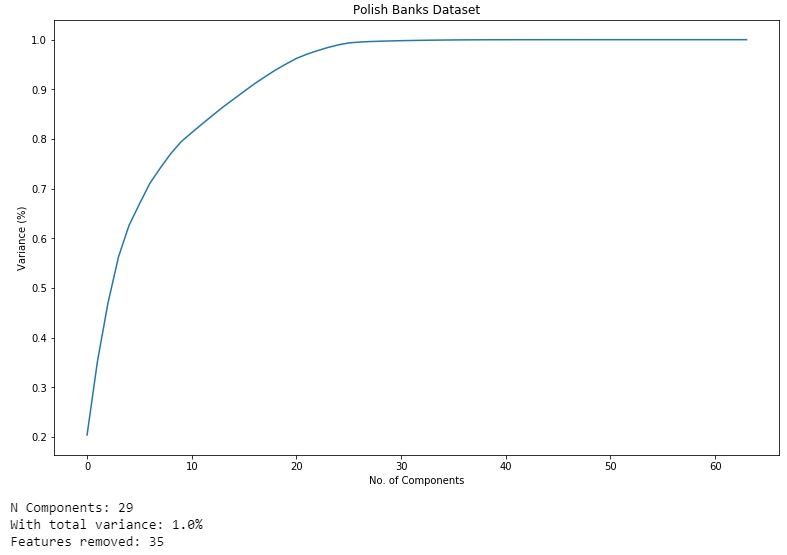 Polish Banks Dataset
1.0
0.9
0.8
0.7
0.6
0.5
0.4
0.3
0.2
Variance (%)
0 10 20 30 40 50 60
No. of Components
N Components: 29
With total variance: 1.0%
Features removed: 35